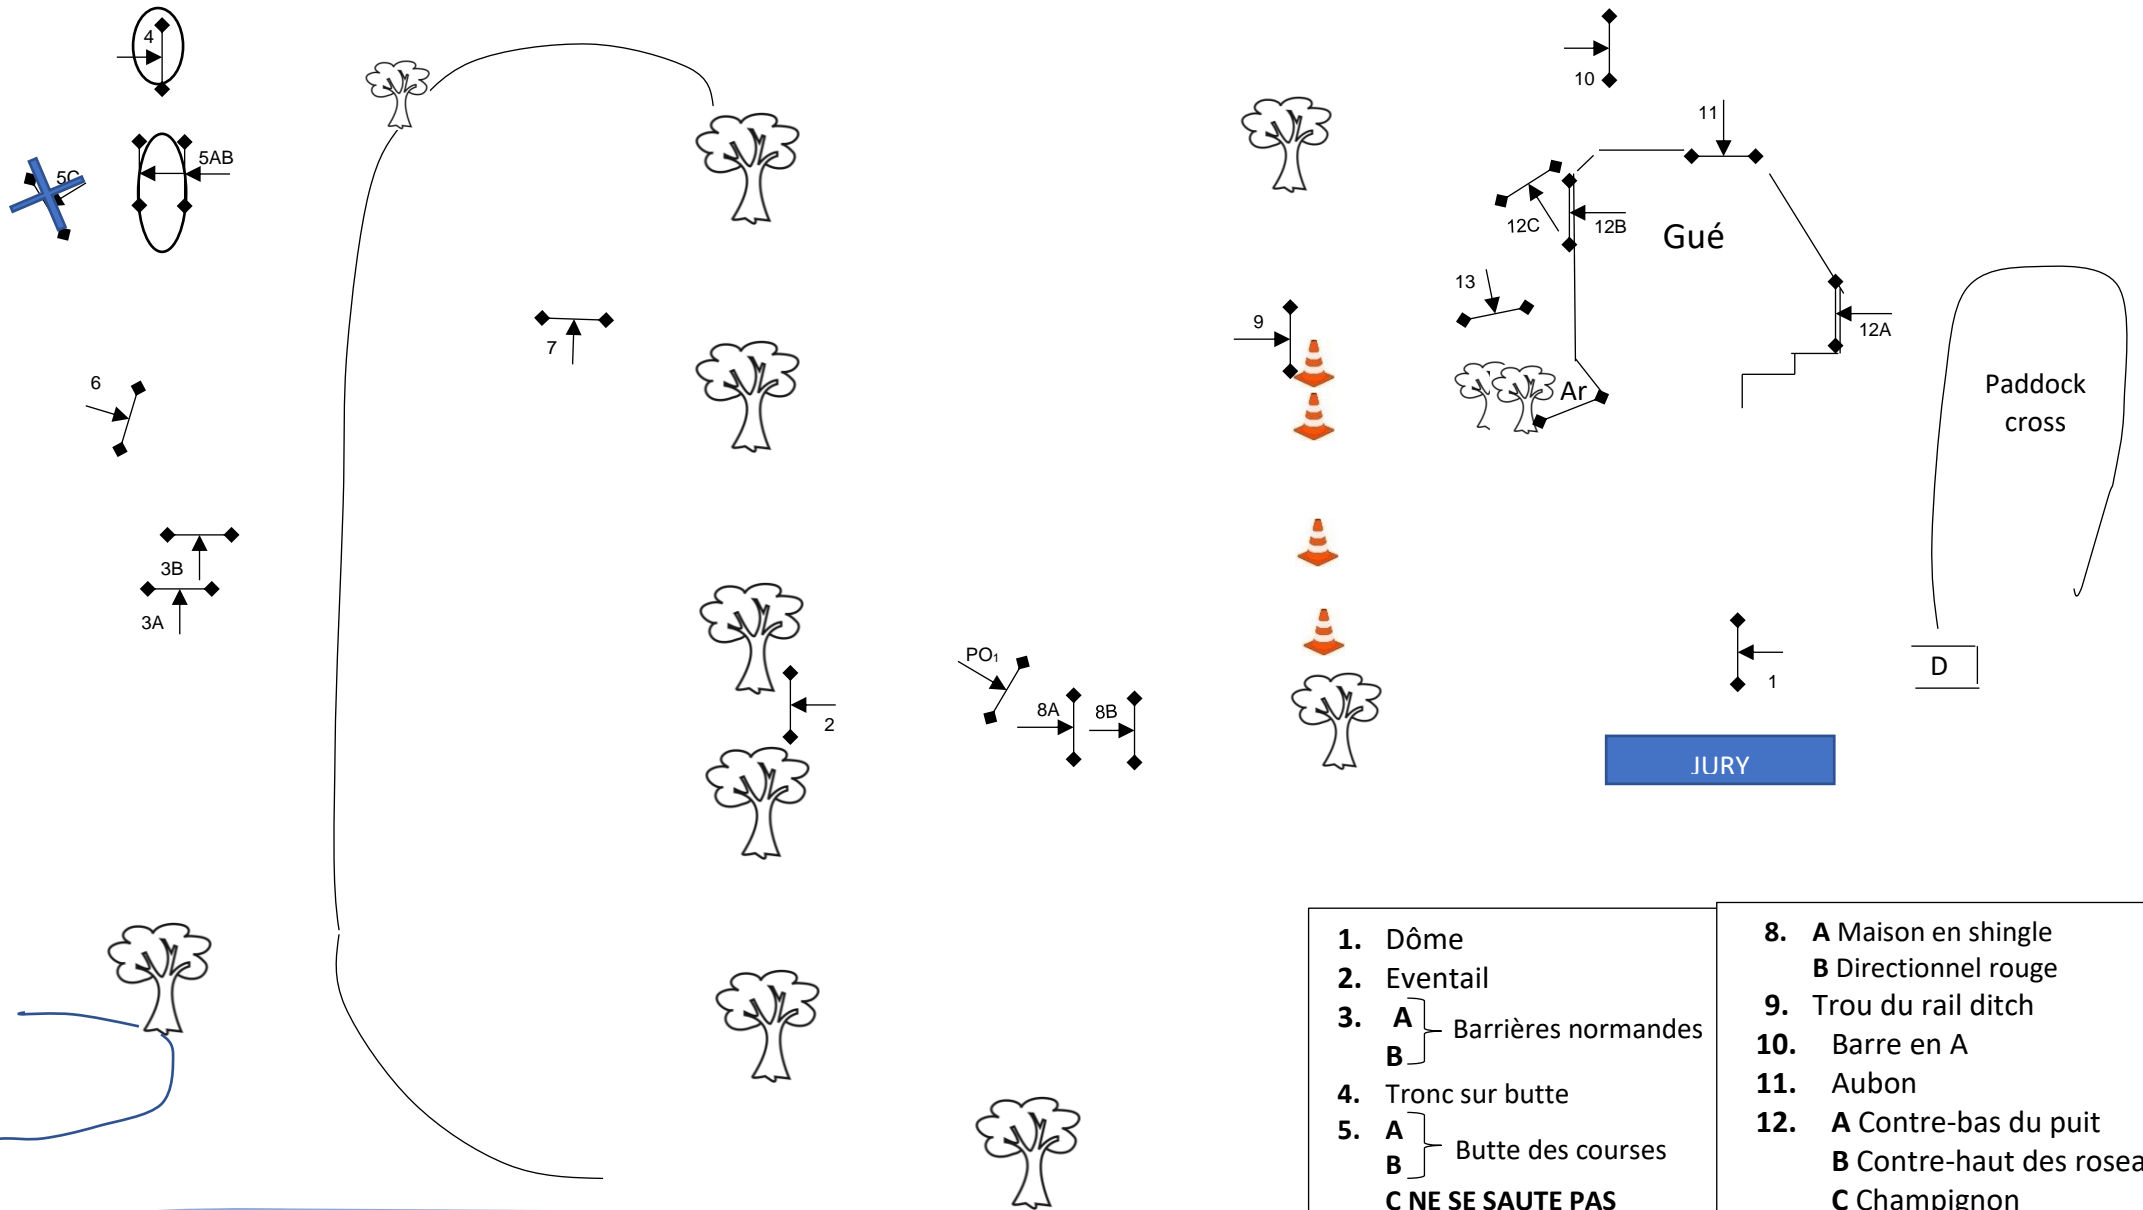 4
10
11
5AB
5C
12C
12B
Gué
13
9
7
12A
6
Paddock
cross
Ar
3B
3A
PO₁
D
1
8A
8B
2
JURY
1. Dôme
2. Eventail
3. A
Barrières normandes
B
4. Tronc sur butte
5. A
Butte des courses
B
C NE SE SAUTE PAS
8. A Maison en shingle
B Directionnel rouge
9. Trou du rail ditch
10. Barre en A
11. Aubon
12. A Contre-bas du puit
B Contre-haut des rosea
C Champignon